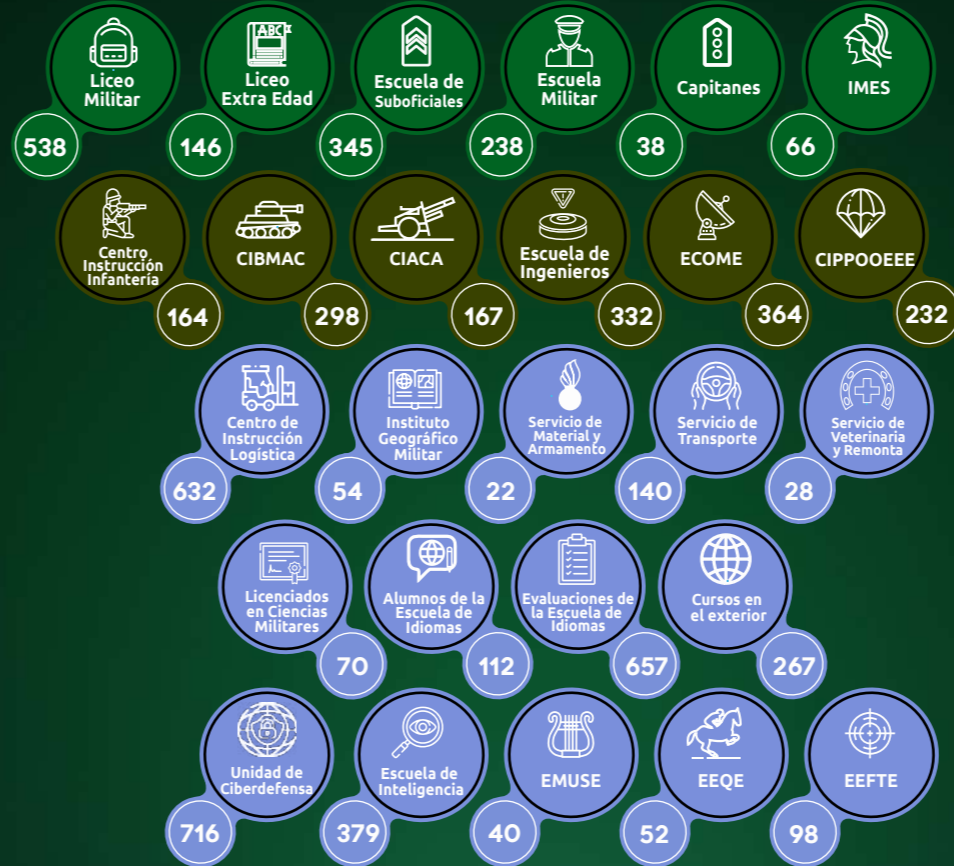 Liceo
Militar
538
ABC
Liceo
Extra Edad
146
Escuela de
Suboficiales
345
Escuela
Militar
238
Capitanes
38
IMES
66
Centro
Instrucción
Infantería
164
CIBMAC
298
CIACA
167
Escuela de
Ingenieros
332
ECOME
364
CIPPOOEEE
232
Centro de
Instrucción
Logística
632
Instituto
Geográfico
Militar
54
Servicio de
Material y
Armamento
22
Servicio de
Transporte
140
Servicio de
Veterinaria
y Remonta
28
Licenciados
en Ciencias
Militares
70
Alumnos de la
Escuela de
Idiomas
112
Evaluaciones de
la Escuela de
Idiomas
657
Cursos en
el exterior
267
Unidad de
Ciberdefensa
716
Escuela de
Inteligencia
379
EMUSE
40
EEQE
52
EEFTE
98